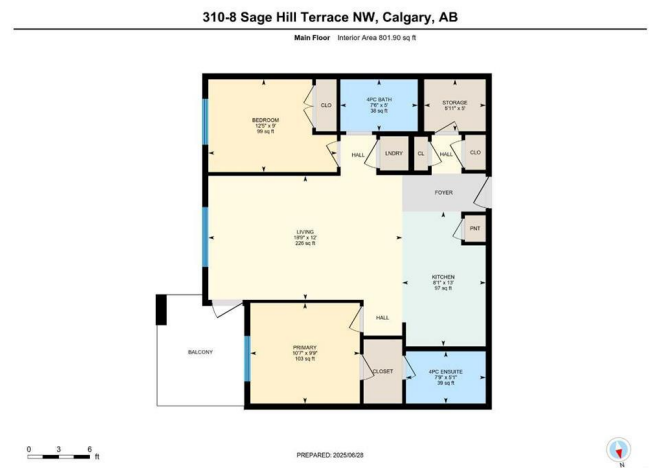 310-8 Sage Hill Terrace NW, Calgary, AB
Main Floor Interior Area 801.90 sq ft
BEDROOM
12'5" x 9'
99 sq ft
CLO
4PC BATH
7'6" x 5'
38 sq ft
STORAGE
5'11" x 5'
HALL
LNDRY
CL
HALL
CLO
FOYER
LIVING
19'9" x 12'
226 sq ft
PNT
KITCHEN
8'1" x 13'
97 sq ft
HALL
BALCONY
PRIMARY
10'7" x 9'9"
103 sq ft
CLOSET
4PC ENSUITE
7'9" x 5'1"
39 sq ft
0 3 6
ft
PREPARED: 2025/06/28
N